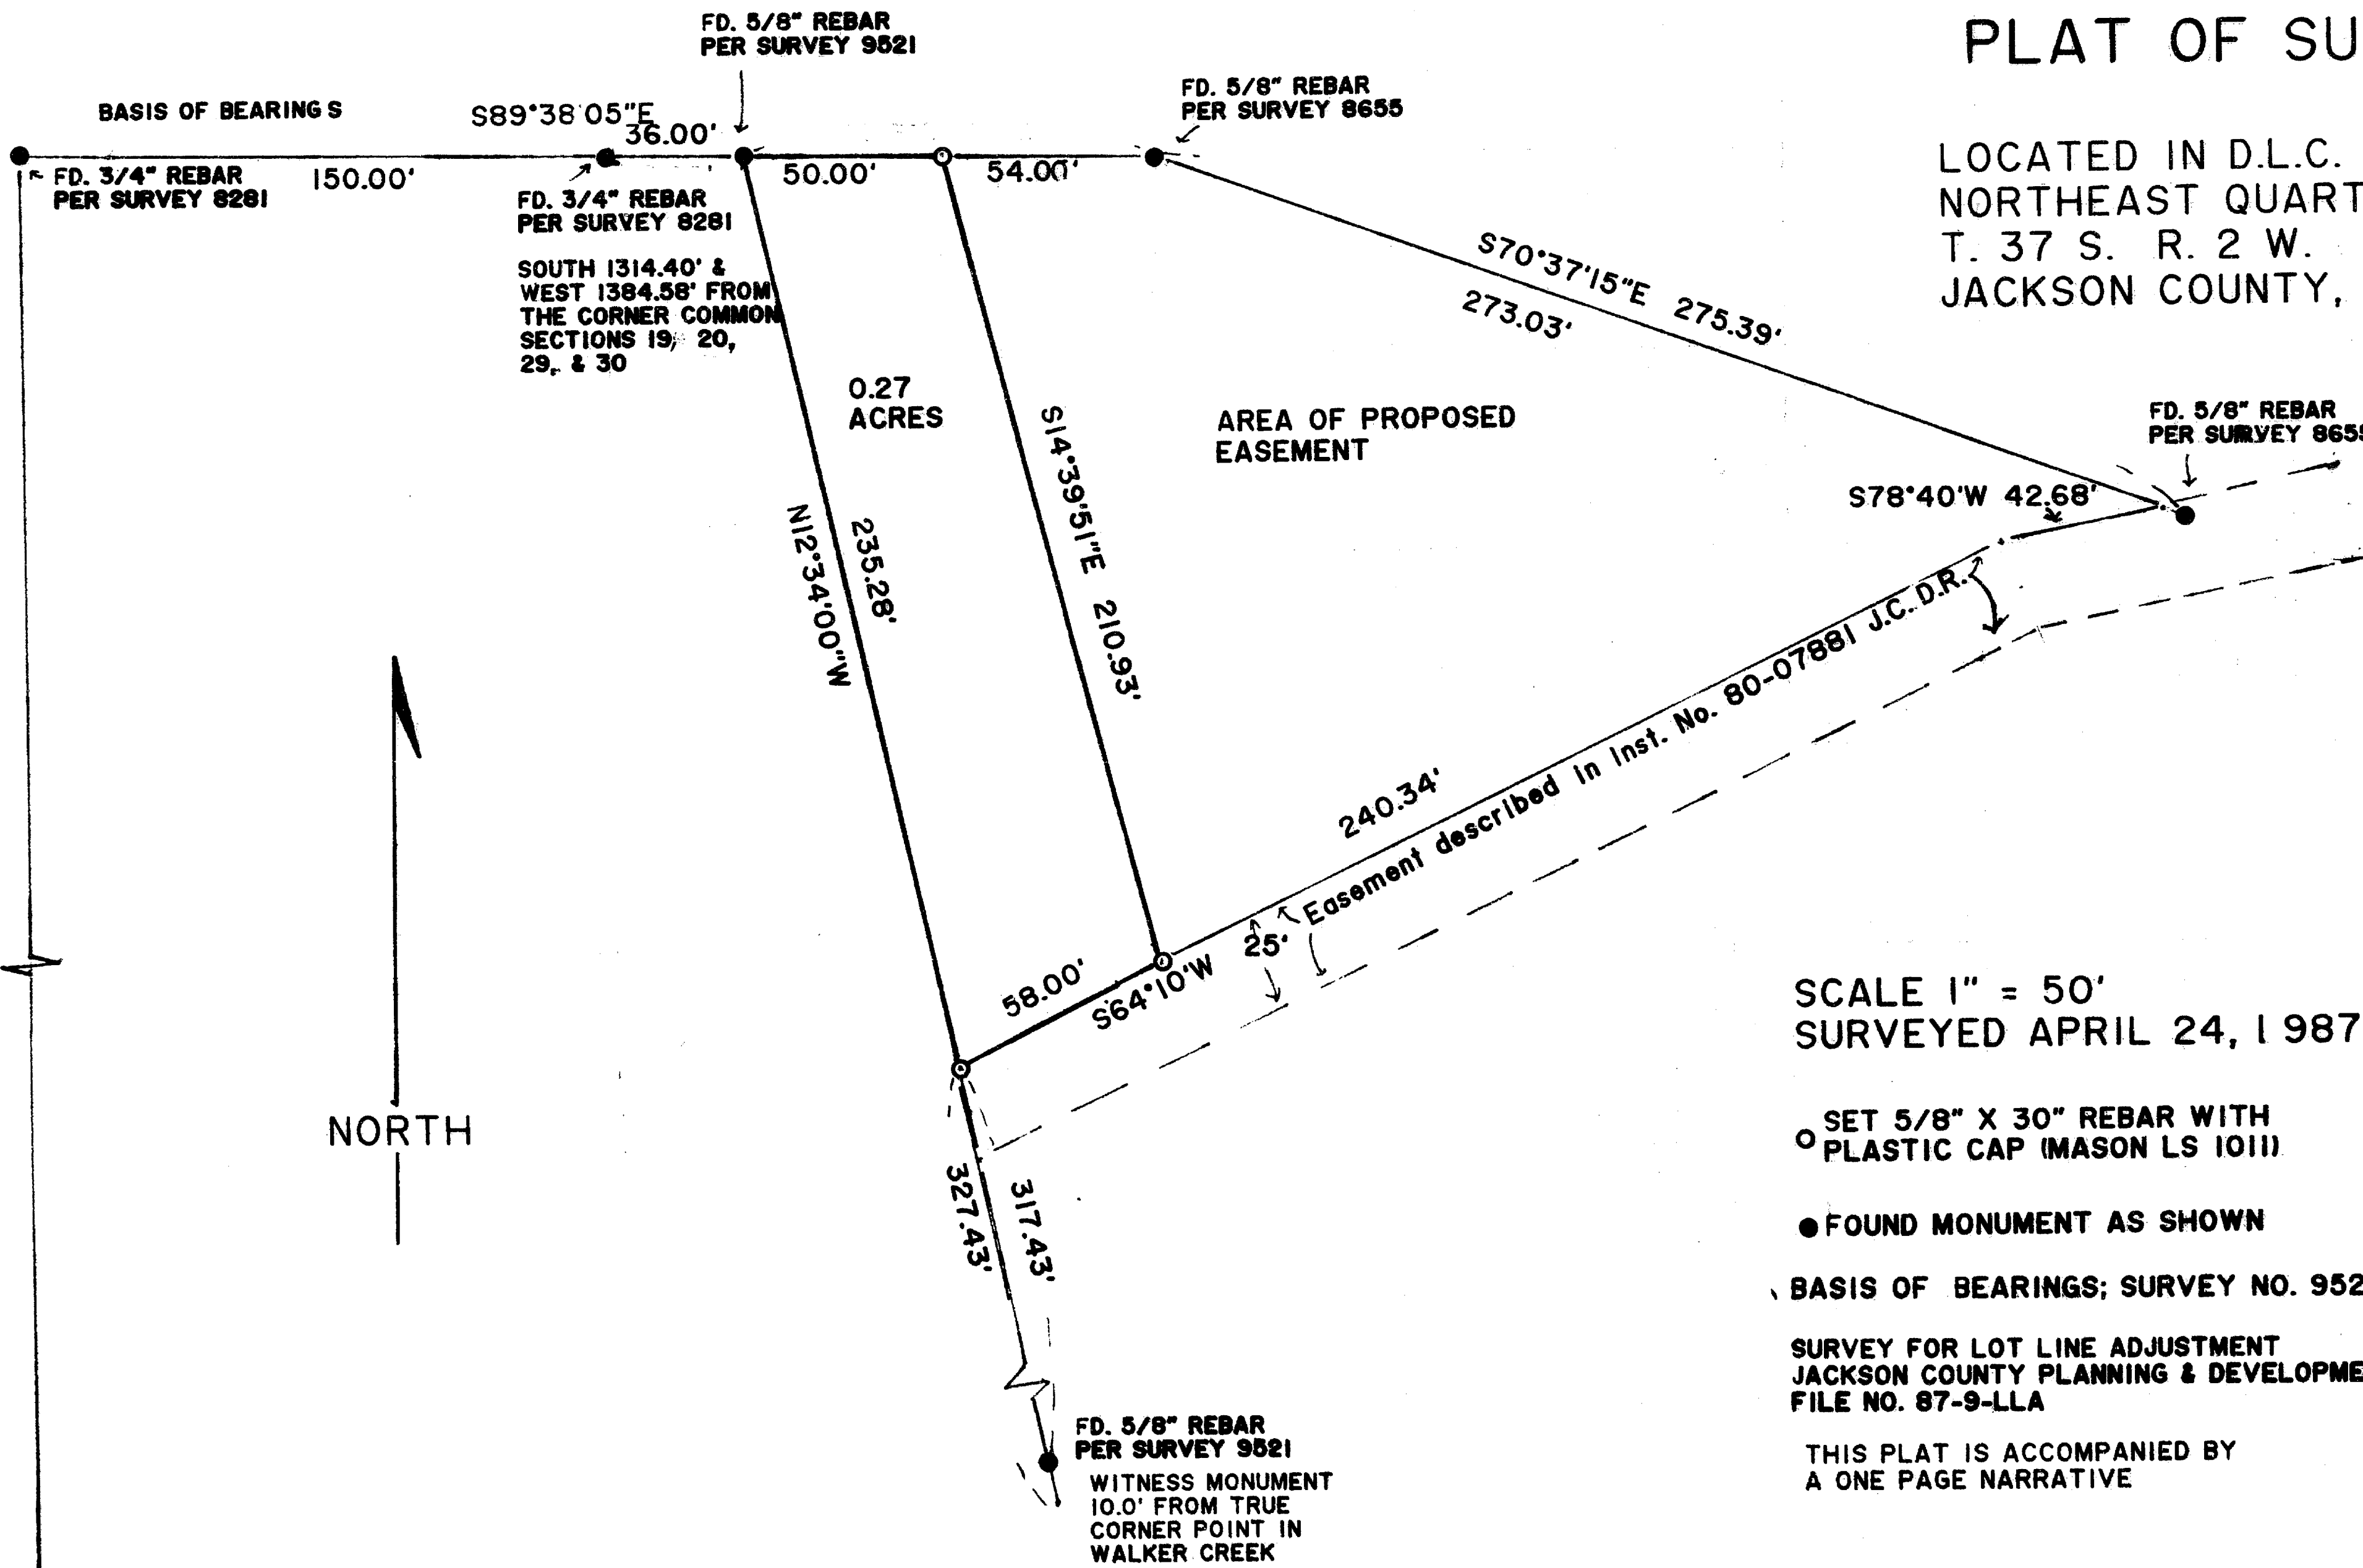 FD. 5/8" REBAR
PER SURVEY 9521
PLAT OF SU
BASIS OF BEARINGS
S89°38'05"E
36.00'
FD. 5/8" REBAR
PER SURVEY 8655
FD. 3/4" REBAR
PER SURVEY 8281
150.00'
50.00'
54.00'
LOCATED IN D.L.C.
NORTHEAST QUART
T. 37 S. R. 2 W.
JACKSON COUNTY,
FD. 3/4" REBAR
PER SURVEY 8281
SOUTH 1314.40' &
WEST 1384.58' FROM
THE CORNER COMMON
SECTIONS 19, 20,
29, & 30
S70°37'15"E 275.39'
273.03'
0.27
ACRES
AREA OF PROPOSED
EASEMENT
FD. 5/8" REBAR
PER SURVEY 865
S78°40'W 42.68'
N12°34'00"W
235.28'
S14°39'51"E 210.93'
240.34'
Easement described in Inst. No. 80-07881 J.C. D.R.
25'
58.00'
S64°10'W
NORTH
327.43'
317.43'
SCALE 1" = 50'
SURVEYED APRIL 24, 1987
SET 5/8" X 30" REBAR WITH
PLASTIC CAP (MASON LS 1011)
FOUND MONUMENT AS SHOWN
BASIS OF BEARINGS; SURVEY NO. 952
SURVEY FOR LOT LINE ADJUSTMENT
JACKSON COUNTY PLANNING & DEVELOPME
FILE NO. 87-9-LLA
THIS PLAT IS ACCOMPANIED BY
A ONE PAGE NARRATIVE
FD. 5/8" REBAR
PER SURVEY 9521
WITNESS MONUMENT
10.0' FROM TRUE
CORNER POINT IN
WALKER CREEK